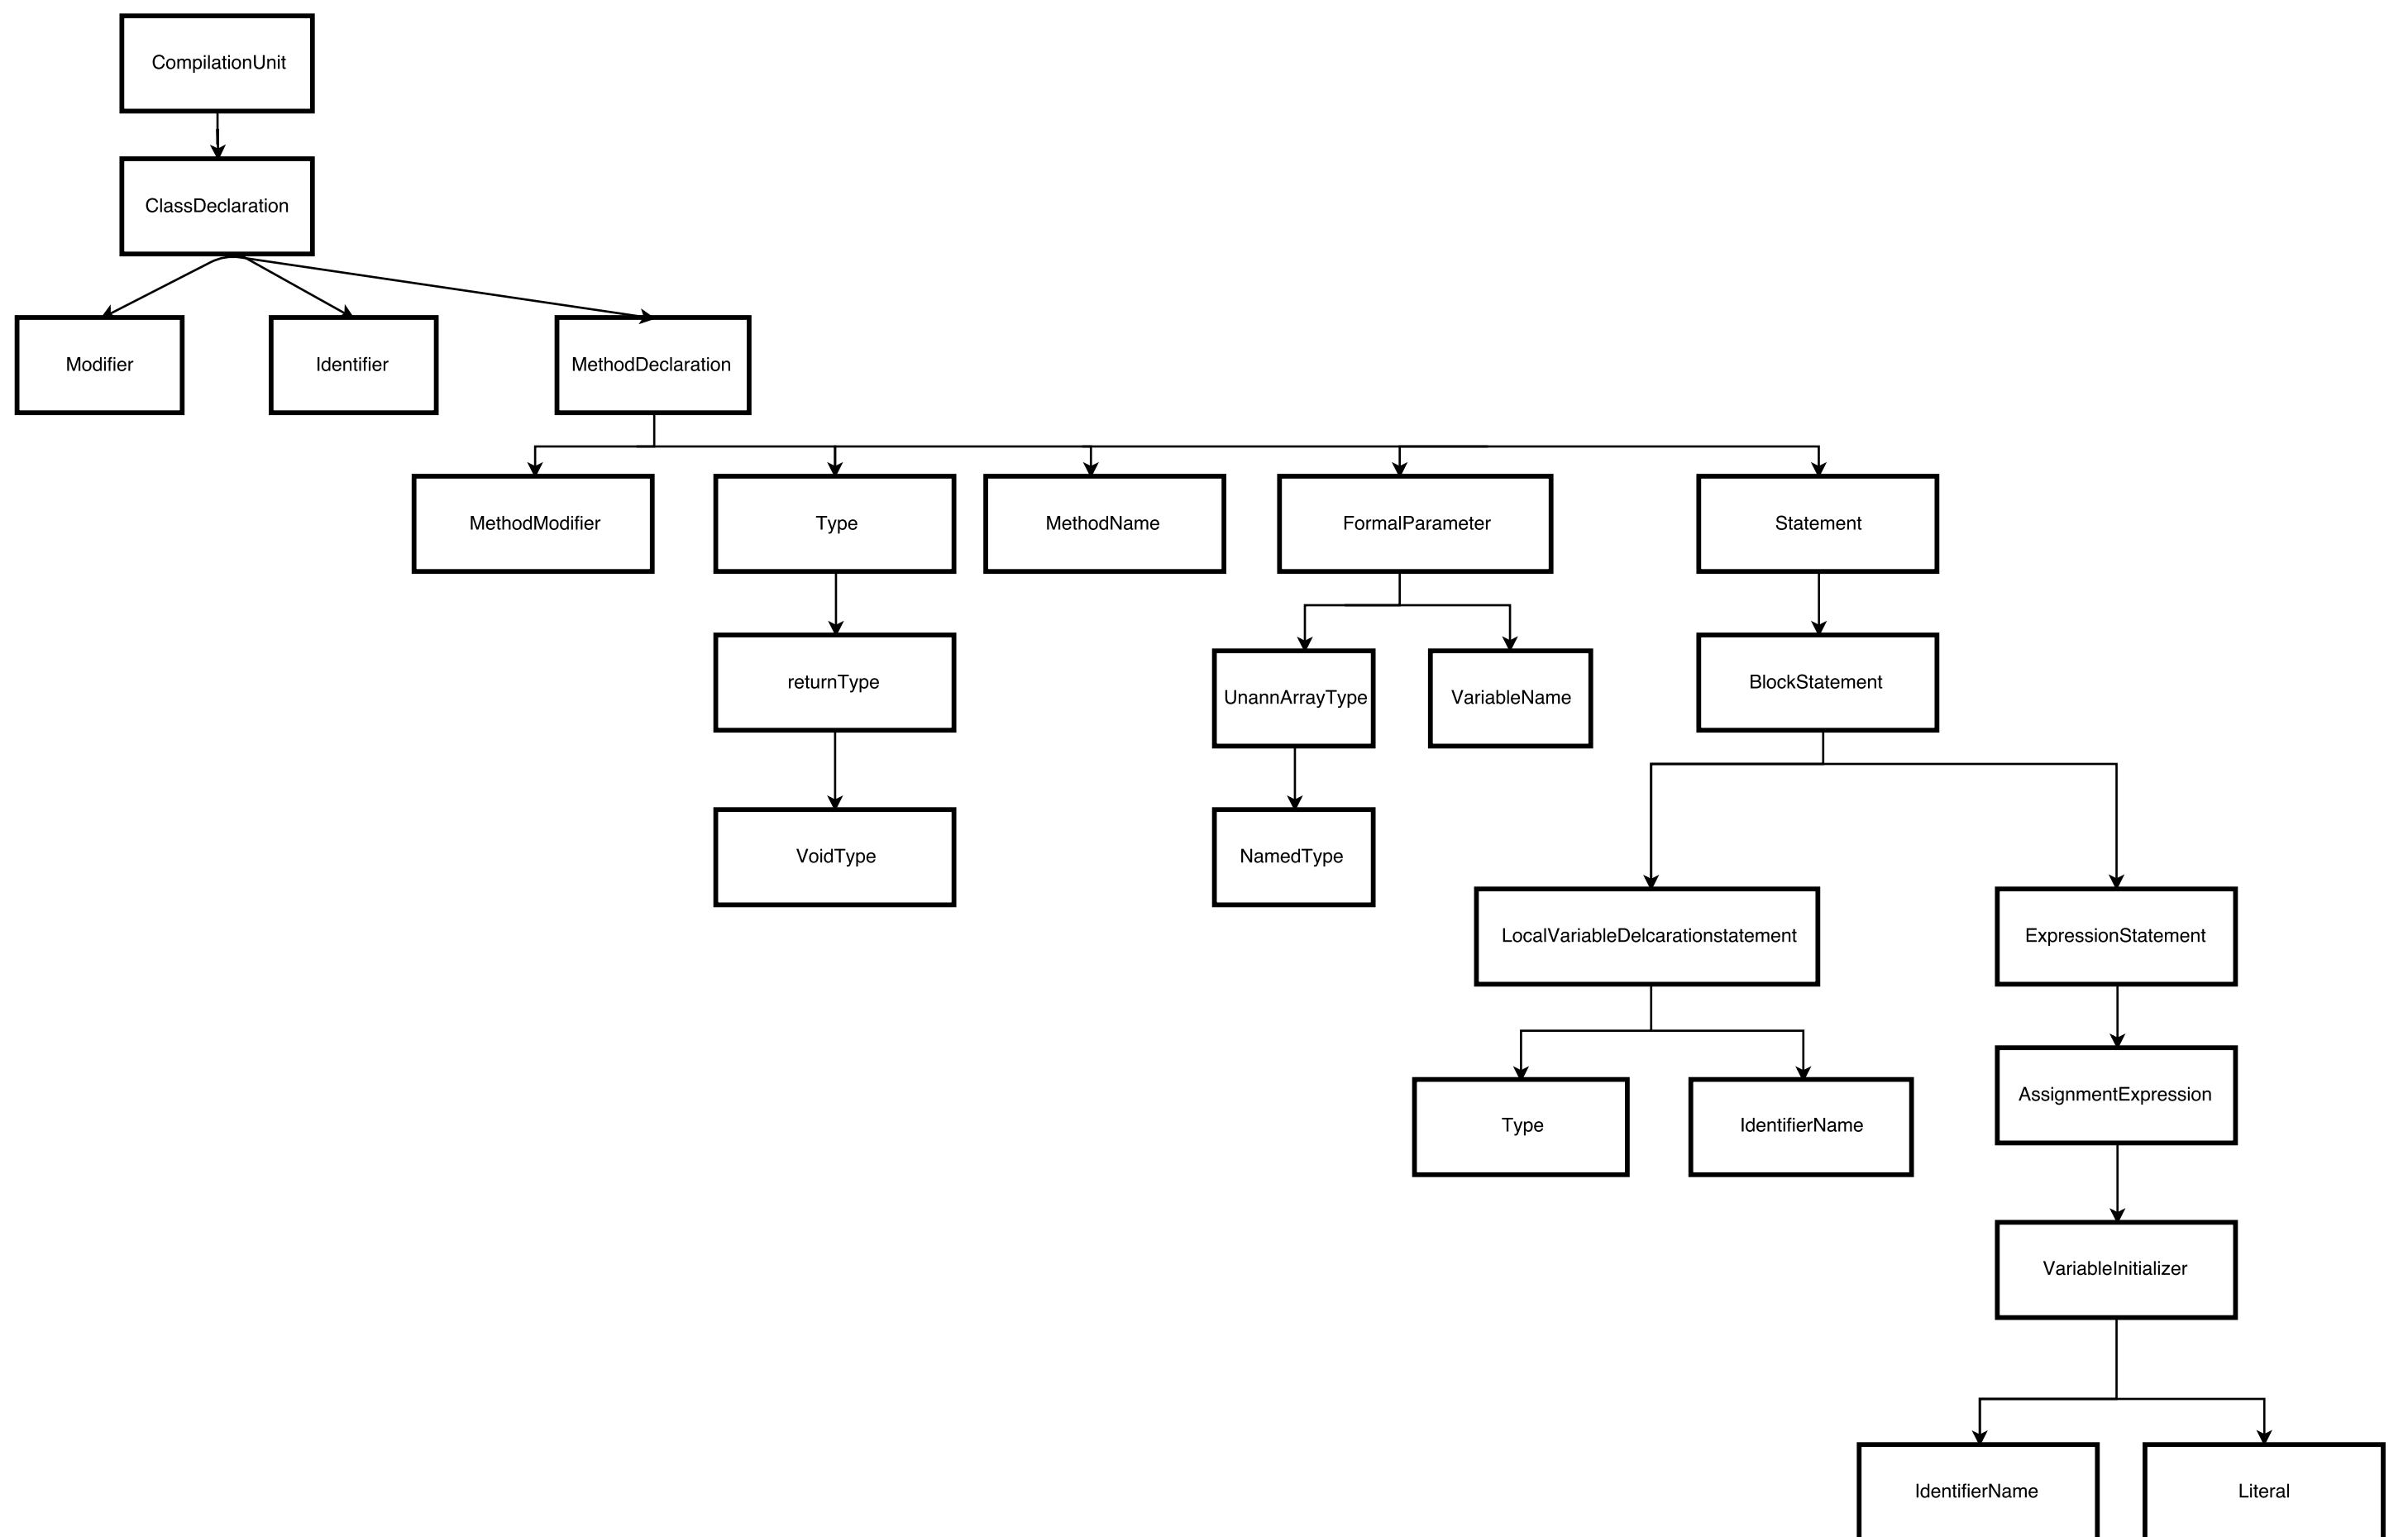 CompilationUnit
ClassDeclaration
Modifier
Identifier
MethodDeclaration
MethodModifier
Type
MethodName
FormalParameter
Statement
returnType
UnannArrayType
VariableName
BlockStatement
VoidType
NamedType
LocalVariableDelcarationstatement
ExpressionStatement
Type
IdentifierName
AssignmentExpression
VariableInitializer
IdentifierName
Literal